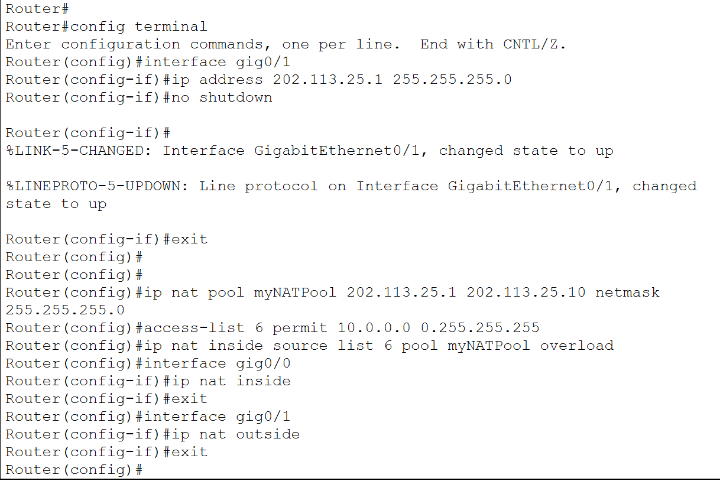 Router#
Router#config terminal
Enter configuration commands, one per line.  End with CNTL/Z.
Router(config)#interface gig0/1
Router(config-if)#ip address 202.113.25.1 255.255.255.0
Router(config-if)#no shutdown
Router(config-if)#
%LINK-5-CHANGED: Interface GigabitEthernet0/1, changed state to up
%LINEPROTO-5-UPDOWN: Line protocol on Interface GigabitEthernet0/1, changed
state to up
Router(config-if)#exit
Router(config)#
Router(config)#
Router(config)#ip nat pool myNATPool 202.113.25.1 202.113.25.10 netmask
255.255.255.0
Router(config)#access-list 6 permit 10.0.0.0 0.255.255.255
Router(config)#ip nat inside source list 6 pool myNATPool overload
Router(config)#interface gig0/0
Router(config-if)#ip nat inside
Router(config-if)#exit
Router(config)#interface gig0/1
Router(config-if)#ip nat outside
Router(config-if)#exit
Router(config)#